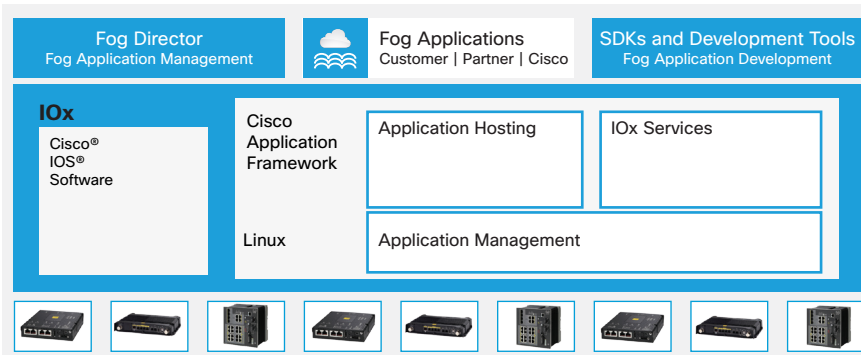 Fog Director
Fog Application Management
Fog Applications
Customer | Partner | Cisco
SDKs and Development Tools
Fog Application Development
IOx
Cisco®
IOS®
Software
Cisco
Application
Framework
Application Hosting
IOx Services
Linux
Application Management